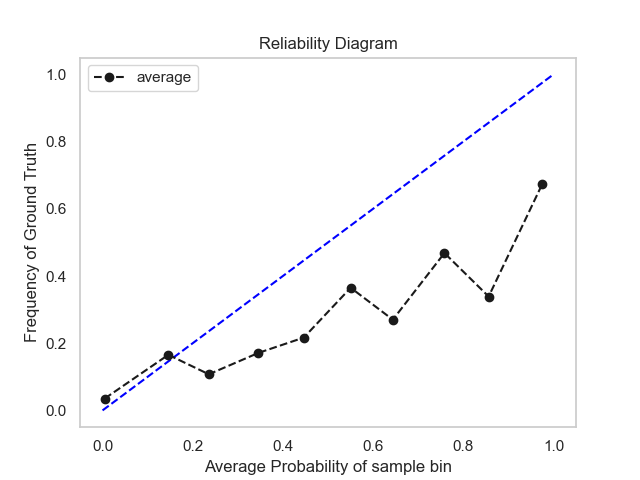 Reliability Diagram
average
Frequency of Ground Truth
1.0
0.8
0.6
0.4
0.2
0.0
0.0 0.2 0.4 0.6 0.8 1.0
Average Probability of sample bin